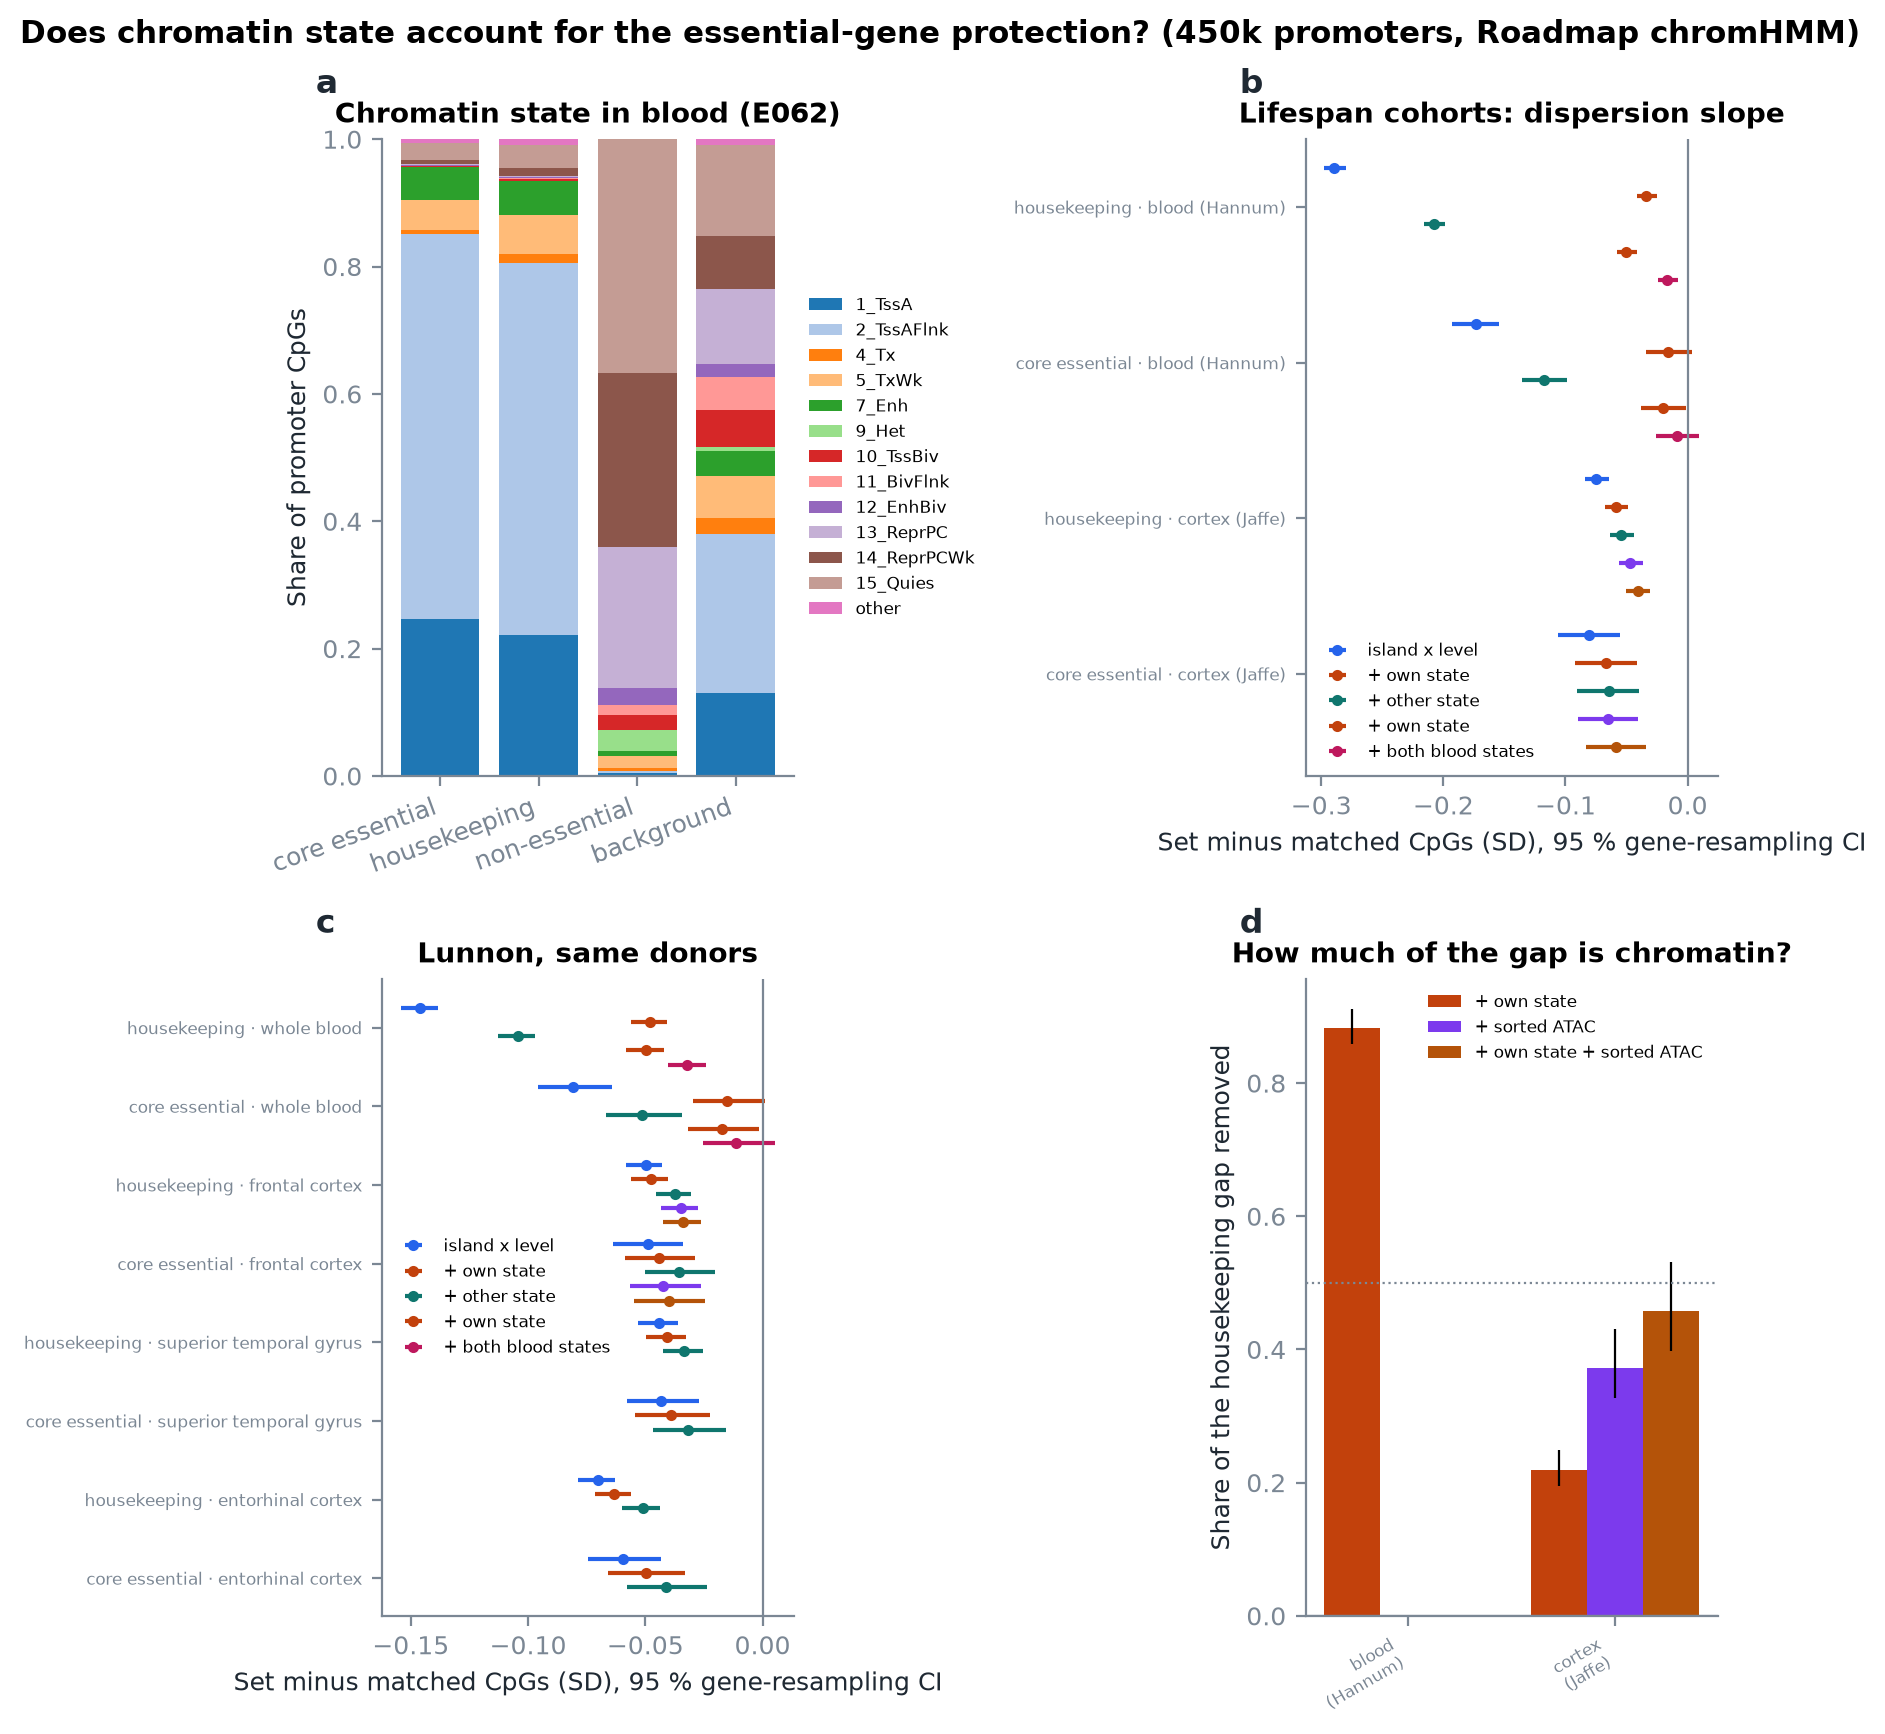 Does chromatin state account for the essential-gene protection? (450k promoters, Roadmap chromHMM)
a
Chromatin state in blood (E062)
Share of promoter CpGs
1.0
0.8
0.6
0.4
0.2
0.0
core essential
housekeeping
non-essential
background
1_TssA
2_TssAFlnk
4_Tx
5_TxWk
7_Enh
9_Het
10_TssBiv
11_BivFlnk
12_EnhBiv
13_ReprPC
14_ReprPCWk
15_Quies
other
b
Lifespan cohorts: dispersion slope
housekeeping · blood (Hannum)
core essential · blood (Hannum)
housekeeping · cortex (Jaffe)
core essential · cortex (Jaffe)
island x level
+ own state
+ other state
+ own state
+ both blood states
−0.3
−0.2
−0.1
0.0
Set minus matched CpGs (SD), 95 % gene-resampling CI
c
Lunnon, same donors
housekeeping · whole blood
core essential · whole blood
housekeeping · frontal cortex
core essential · frontal cortex
housekeeping · superior temporal gyrus
core essential · superior temporal gyrus
housekeeping · entorhinal cortex
core essential · entorhinal cortex
island x level
+ own state
+ other state
+ own state
+ both blood states
−0.15
−0.10
−0.05
0.00
Set minus matched CpGs (SD), 95 % gene-resampling CI
d
How much of the gap is chromatin?
Share of the housekeeping gap removed
0.8
0.6
0.4
0.2
0.0
+ own state
+ sorted ATAC
+ own state + sorted ATAC
blood
(Hannum)
cortex
(Jaffe)